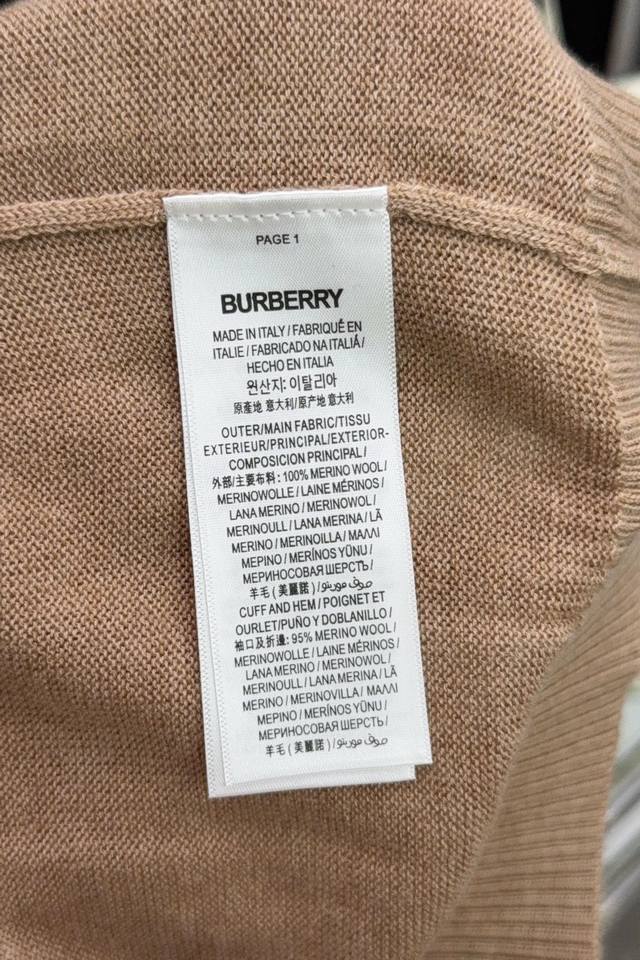 PAGE 1
BURBERRY
MADE IN ITALY / FABRIQUÉ EN
ITALIE / FABRICADO NA ITALIÁ /
HECHO EN ITALIA
원산지: 이탈리아
原產地 意大利/原产地 意大利
OUTER/MAIN FABRIC/TISSU
EXTERIEUR/PRINCIPAL/EXTERIOR-
COMPOSICION PRINCIPAL /
外部/主要布料: 100% MERINO WOOL /
MERINOWOLLE / LAINE MÉRINOS /
LANA MERINO / MERINOWOL /
MERINOULL / LANA MERINA / LÃ
MERINO / MERINOILLA / ΜΑΛΛΙ
ΜΕΡΙΝΟ / MERİNOS YÜNU /
МЕРИНОСОВАЯ ШЕРСТЬ /
羊毛 ( 美麗諾 ) / صوف مورينو /
CUFF AND HEM / POIGNET ET
OURLET/PUÑO Y DOBLANILLO /
袖口及折邊: 95% MERINO WOOL /
MERINOWOLLE / LAINE MÉRINOS /
LANA MERINO / MERINOWOL /
MERINOULL / LANA MERINA / LÃ
MERINO / MERINOVILLA / ΜΑΛΛΙ
ΜΕΡΙΝΟ / MERİNOS YÜNU /
МЕРИНОСОВАЯ ШЕРСТЬ /
羊毛 ( 美麗諾 ) / صوف مورينو